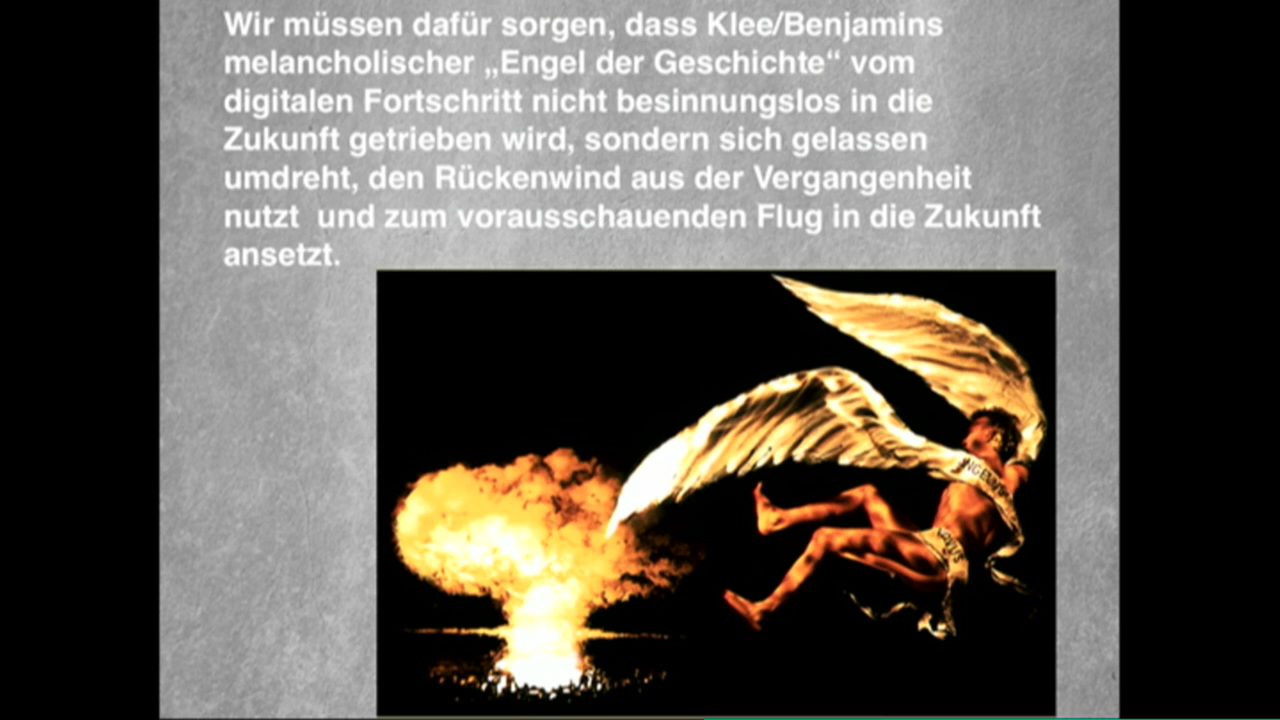 Wir müssen dafür sorgen, dass Klee/Benjamins
melancholischer „Engel der Geschichte“ vom
digitalen Fortschritt nicht besinnungslos in die
Zukunft getrieben wird, sondern sich gelassen
umdreht, den Rückenwind aus der Vergangenheit
nutzt  und zum vorausschauenden Flug in die Zukunft
ansetzt.